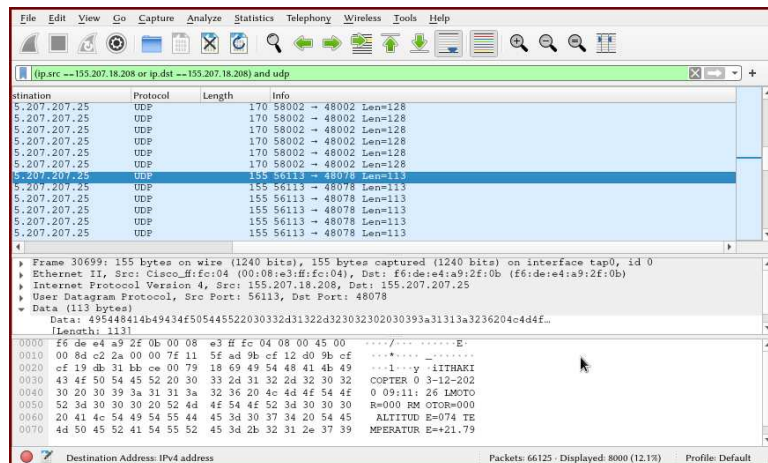 File Edit View Go Capture Analyze Statistics Telephony Wireless Tools Help
(ip.src ==155.207.18.208 or ip.dst ==155.207.18.208) and udp
stination Protocol Length Info
5.207.207.25 UDP 170 58002 → 48002 Len=128
5.207.207.25 UDP 170 58002 → 48002 Len=128
5.207.207.25 UDP 170 58002 → 48002 Len=128
5.207.207.25 UDP 170 58002 → 48002 Len=128
5.207.207.25 UDP 170 58002 → 48002 Len=128
5.207.207.25 UDP 170 58002 → 48002 Len=128
5.207.207.25 UDP 155 56113 → 48078 Len=113
5.207.207.25 UDP 155 56113 → 48078 Len=113
5.207.207.25 UDP 155 56113 → 48078 Len=113
5.207.207.25 UDP 155 56113 → 48078 Len=113
5.207.207.25 UDP 155 56113 → 48078 Len=113
5.207.207.25 UDP 155 56113 → 48078 Len=113
Frame 30699: 155 bytes on wire (1240 bits), 155 bytes captured (1240 bits) on interface tap0, id 0
Ethernet II, Src: Cisco_ff:fc:04 (00:08:e3:ff:fc:04), Dst: f6:de:e4:a9:2f:0b (f6:de:e4:a9:2f:0b)
Internet Protocol Version 4, Src: 155.207.18.208, Dst: 155.207.207.25
User Datagram Protocol, Src Port: 56113, Dst Port: 48078
Data (113 bytes)
Data: 495448414b49434f505445522030332d31322d323032302030393a31313a3236204c4d4f…
[Length: 113]
0000 f6 de e4 a9 2f 0b 00 08 e3 ff fc 04 08 00 45 00 ····/··· ······E·
0010 00 8d c2 2a 00 00 7f 11 5f ad 9b cf 12 d0 9b cf ···*···· _·······
0020 cf 19 db 31 bb ce 00 79 18 69 49 54 48 41 4b 49 ···1···y ·iITHAKI
0030 43 4f 50 54 45 52 20 30 33 2d 31 32 2d 32 30 32 COPTER 0 3-12-202
0040 30 20 30 39 3a 31 31 3a 32 36 20 4c 4d 4f 54 4f 0 09:11: 26 LMOTO
0050 52 3d 30 30 30 20 52 4d 4f 54 4f 52 3d 30 30 30 R=000 RM OTOR=000
0060 20 41 4c 54 49 54 55 44 45 3d 30 37 34 20 54 45 ALTITUD E=074 TE
0070 4d 50 45 52 41 54 55 52 45 3d 2b 32 31 2e 37 39 MPERATUR E=+21.79
Destination Address: IPv4 address Packets: 66125 · Displayed: 8000 (12.1%) Profile: Default